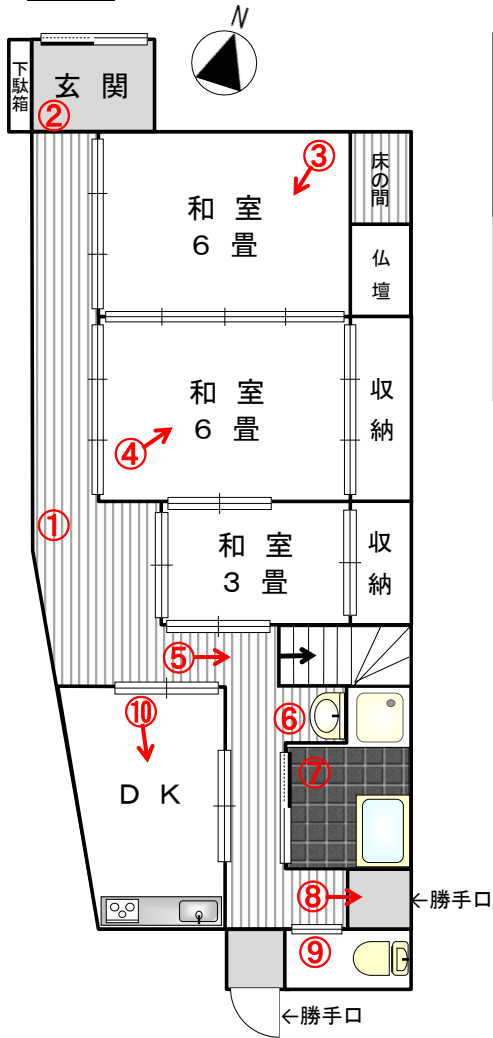 N
下駄箱
玄関
②
③
和室
6畳
床の間
仏壇
和室
6畳
④
収納
①
和室
3畳
収納
⑤
⑥
⑩
⑦
DK
⑧
←勝手口
⑨
←勝手口